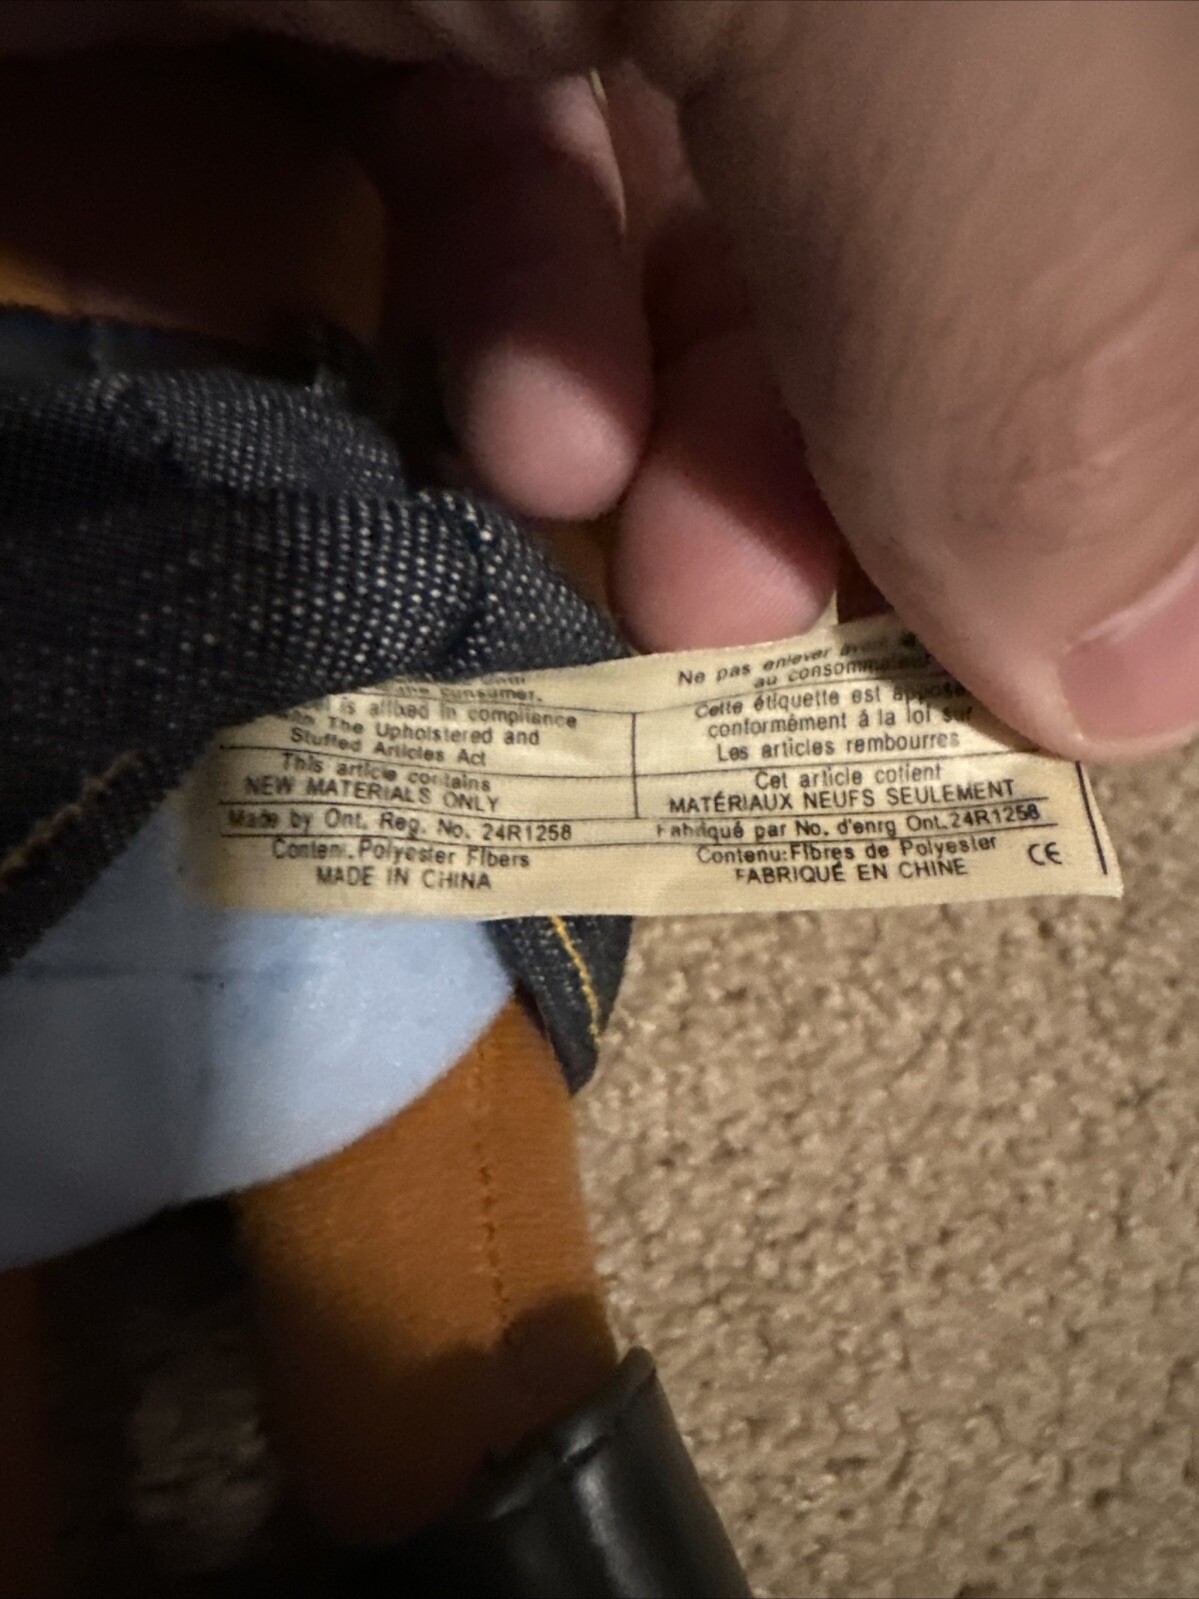 the consumer.
is affixed in compliance
The Upholstered and
Stuffed Articles Act
This article contains
NEW MATERIALS ONLY
Made by Ont. Reg. No. 24R1258
Content: Polyester Fibers
MADE IN CHINA
Ne pas enlever avant
au consommateur
Cette étiquette est apposée
conformément á la loi sur
Les articles rembourres
Cet article cotient
MATÉRIAUX NEUFS SEULEMENT
Fabriqué par No. d'enrg Ont.24R1258
Contenu:Fibres de Polyester
FABRIQUÉ EN CHINE
CE